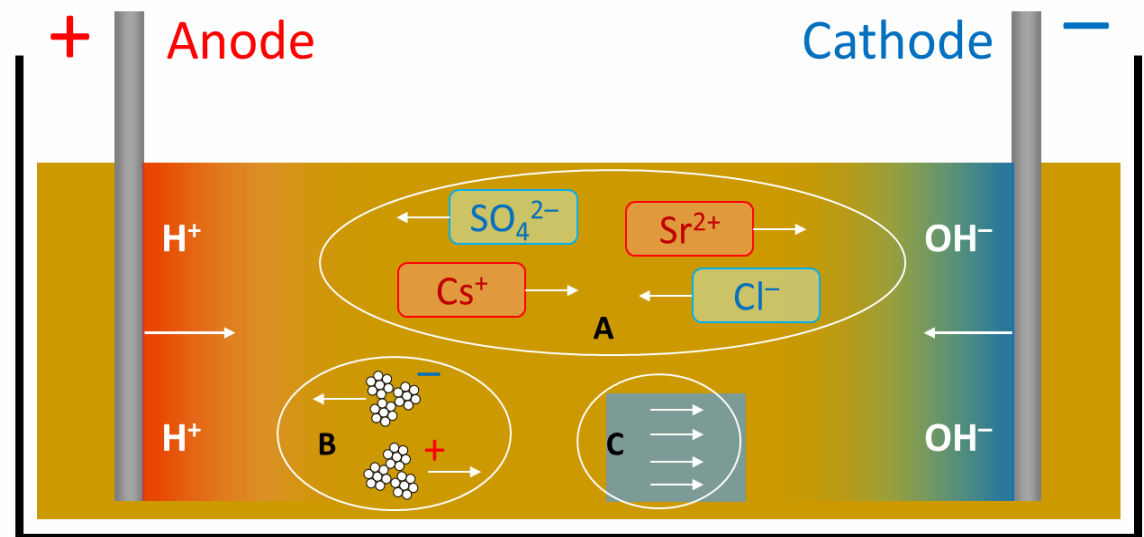 + Anode
Cathode –
SO₄²⁻
Sr²⁺
H⁺
OH⁻
Cs⁺
Cl⁻
A
–
B
+
C
H⁺
OH⁻